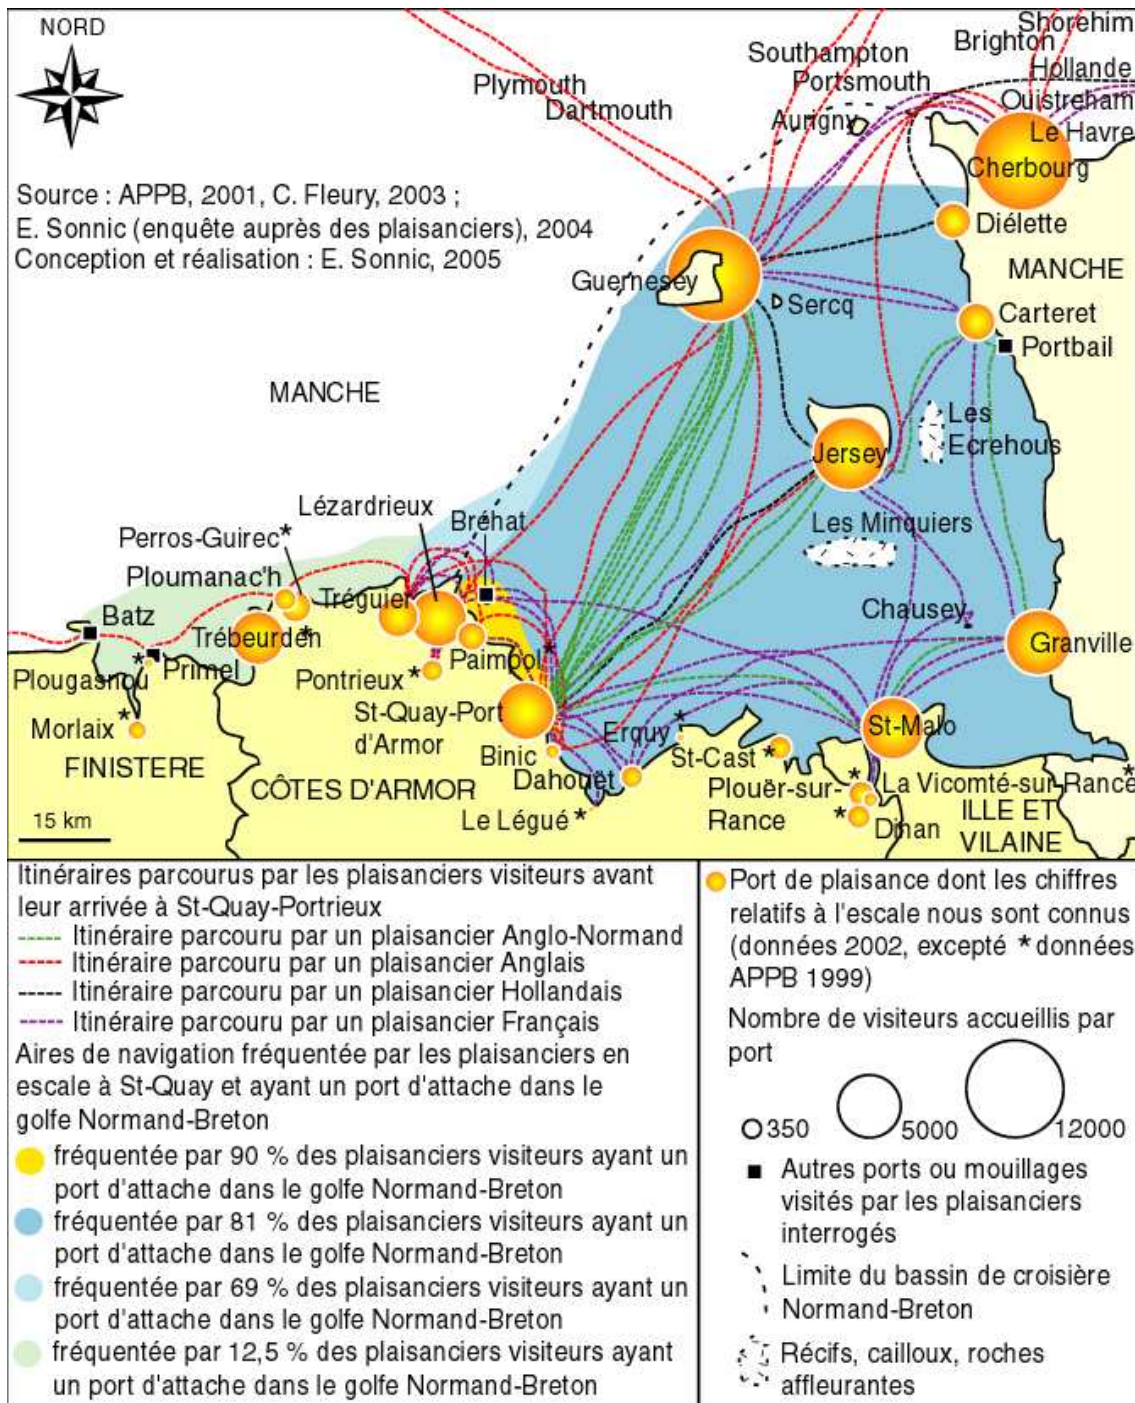 NORD
Shorehim
Brighton
Southampton
Hollande
Plymouth
Portsmouth
Dartmouth
Ouistreham
Aurigny
Le Havre
Cherbourg
Source : APPB, 2001, C. Fleury, 2003 ;
E. Sonnic (enquête auprès des plaisanciers), 2004
Conception et réalisation : E. Sonnic, 2005
Diélette
MANCHE
Guernesey
Sercq
Carteret
Portbail
MANCHE
Les
Ecrehous
Jersey
Lézardrieux
Bréhat
Les Minquiers
Perros-Guirec*
Ploumanac'h
Tréguier
Batz
Chausey
Trébeurden
*
Granville
Primel
Plougasnou*
Paimpol*
Pontrieux*
St-Quay-Port
d'Armor
Morlaix*
Erquy*
St-Malo
Binic
St-Cast*
FINISTERE
Dahouët
CÔTES D'ARMOR
Plouër-sur-
Rance
*
La Vicomté-sur-Rance*
Le Légué*
*
Dinan
ILLE ET
VILAINE
15 km
Itinéraires parcourus par les plaisanciers visiteurs avant
leur arrivée à St-Quay-Portrieux
Itinéraire parcouru par un plaisancier Anglo-Normand
Itinéraire parcouru par un plaisancier Anglais
Itinéraire parcouru par un plaisancier Hollandais
Itinéraire parcouru par un plaisancier Français
Aires de navigation fréquentée par les plaisanciers en
escale à St-Quay et ayant un port d'attache dans le
golfe Normand-Breton
fréquentée par 90 % des plaisanciers visiteurs ayant un
port d'attache dans le golfe Normand-Breton
fréquentée par 81 % des plaisanciers visiteurs ayant un
port d'attache dans le golfe Normand-Breton
fréquentée par 69 % des plaisanciers visiteurs ayant un
port d'attache dans le golfe Normand-Breton
fréquentée par 12,5 % des plaisanciers visiteurs ayant
un port d'attache dans le golfe Normand-Breton
Port de plaisance dont les chiffres
relatifs à l'escale nous sont connus
(données 2002, excepté * données
APPB 1999)
Nombre de visiteurs accueillis par
port
350
5000
12000
Autres ports ou mouillages
visités par les plaisanciers
interrogés
Limite du bassin de croisière
Normand-Breton
Récifs, cailloux, roches
affleurantes